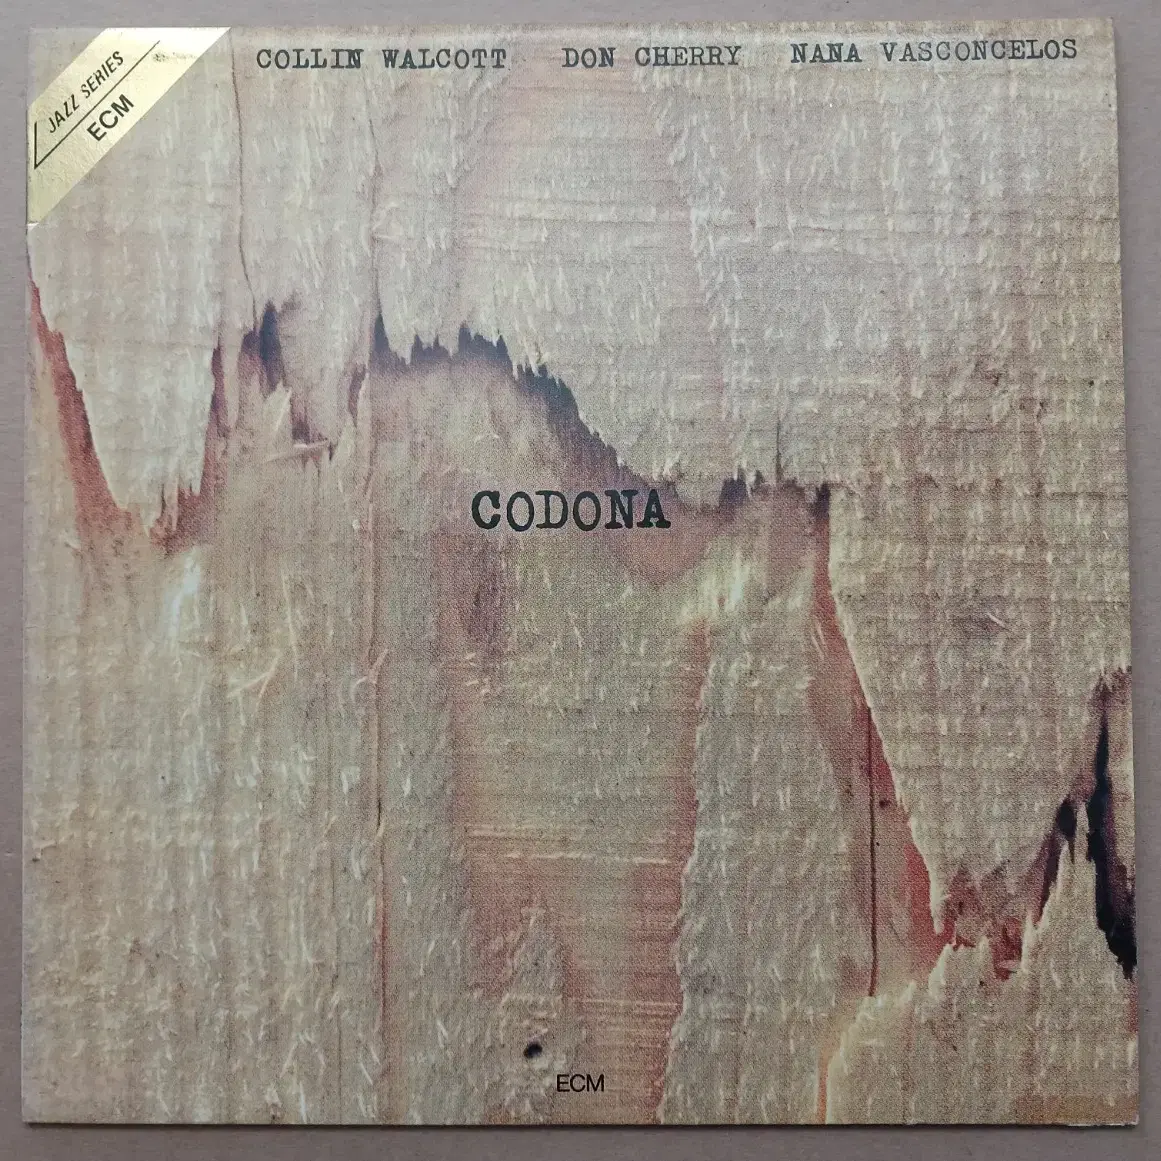 JAZZ SERIES
ECM
COLLIN WALCOTT DON CHERRY NANA VASCONCELOS
CODONA
ECM